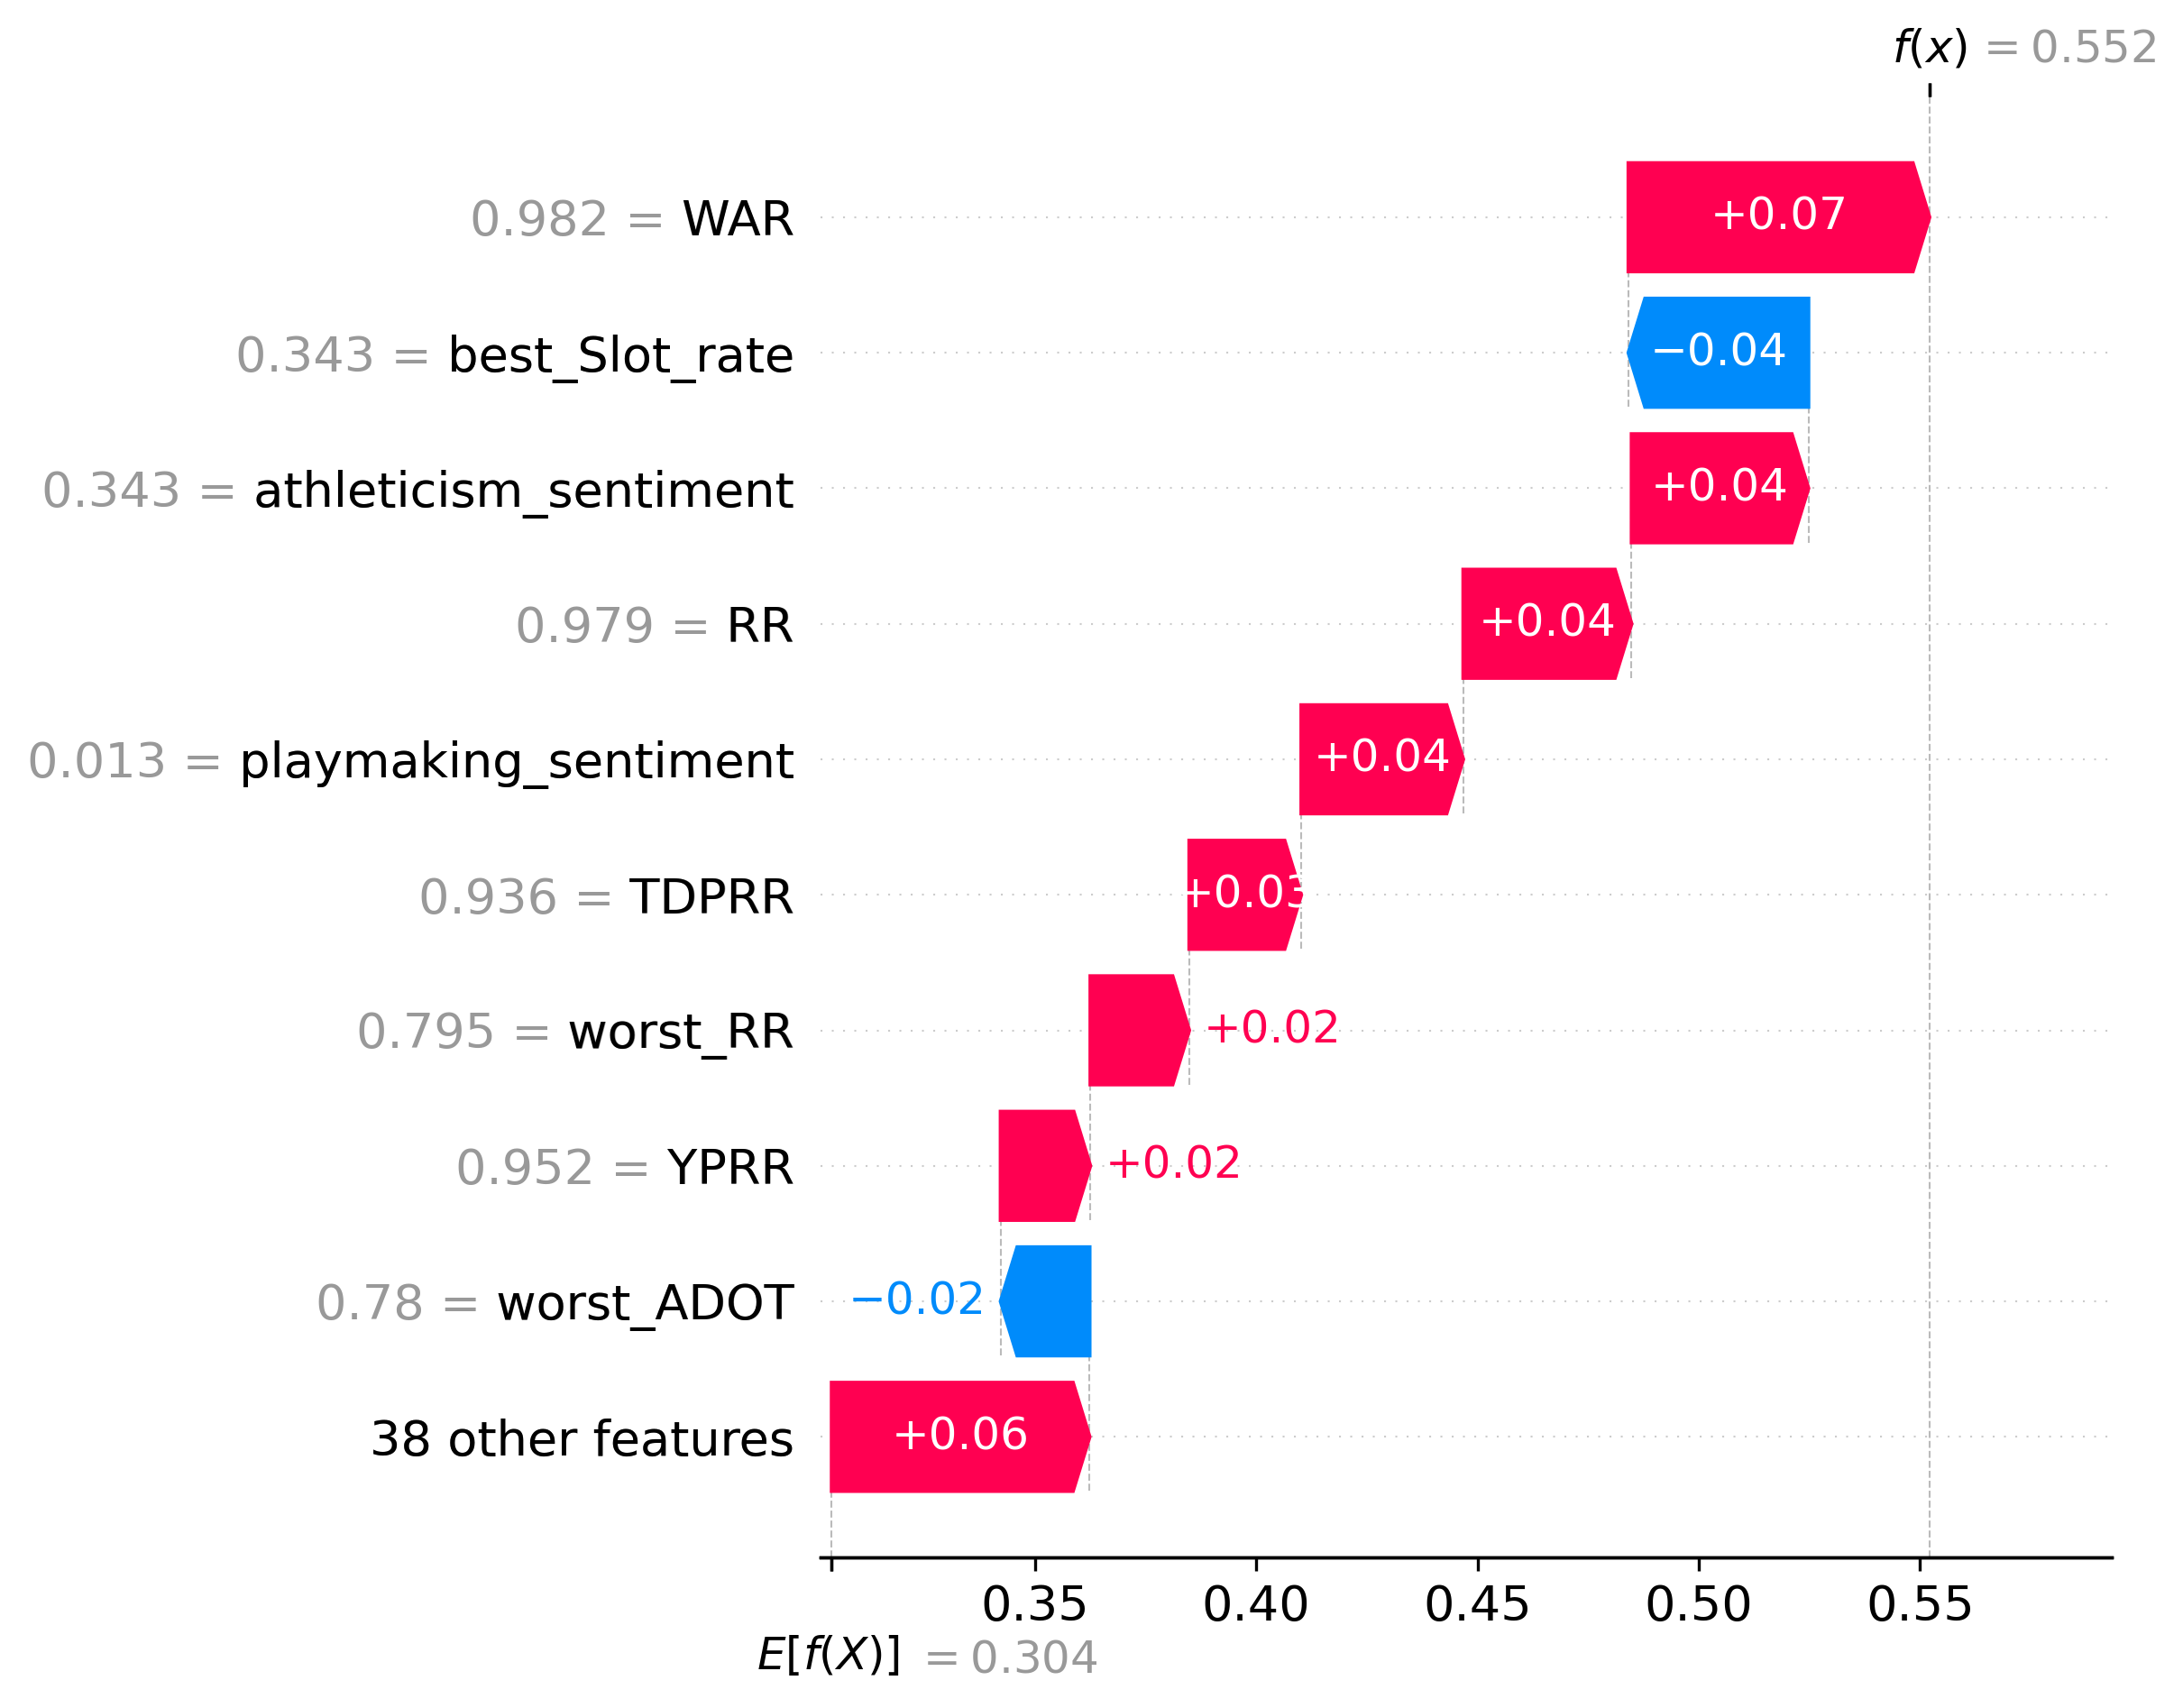 f(x) = 0.552
0.982 = WAR
+0.07
0.343 = best_Slot_rate
−0.04
0.343 = athleticism_sentiment
+0.04
0.979 = RR
+0.04
0.013 = playmaking_sentiment
+0.04
0.936 = TDPRR
+0.03
0.795 = worst_RR
+0.02
0.952 = YPRR
+0.02
0.78 = worst_ADOT
−0.02
38 other features
+0.06
0.35 0.40 0.45 0.50 0.55
E[f(X)] = 0.304